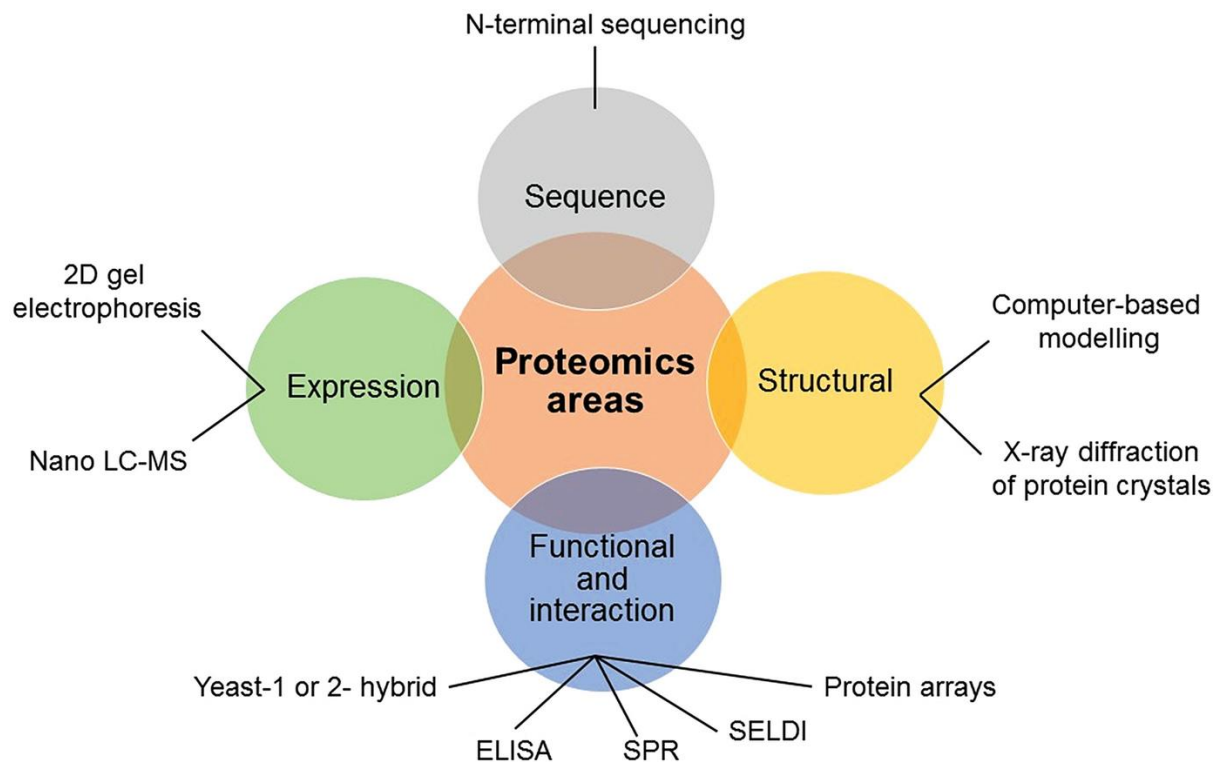 N-terminal sequencing
Sequence
2D gel
electrophoresis
Expression
Nano LC-MS
Proteomics
areas
Structural
Computer-based
modelling
X-ray diffraction
of protein crystals
Functional
and
interaction
Yeast-1 or 2- hybrid
ELISA
SPR
SELDI
Protein arrays